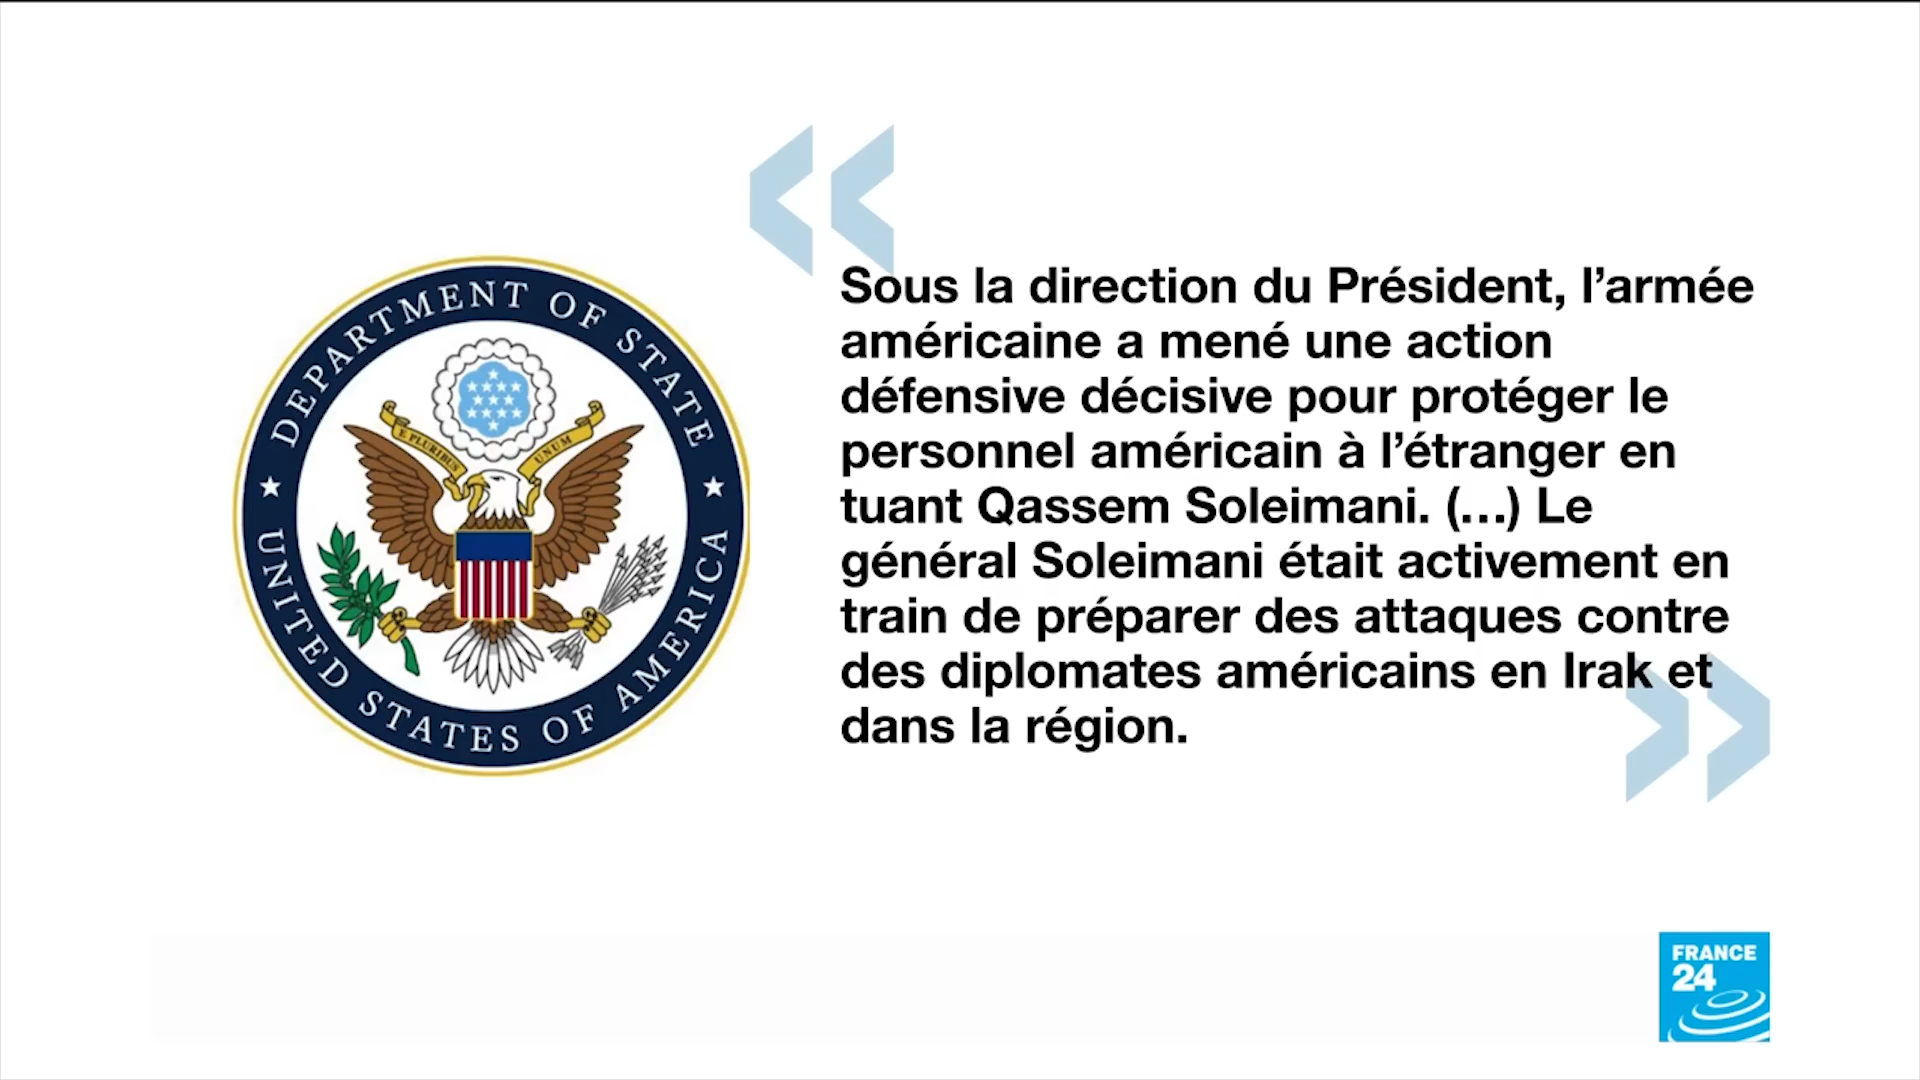 DEPARTMENT OF STATE
E PLURIBUS UNUM
UNITED STATES OF AMERICA
Sous la direction du Président, l’armée
américaine a mené une action
défensive décisive pour protéger le
personnel américain à l’étranger en
tuant Qassem Soleimani. (...) Le
général Soleimani était activement en
train de préparer des attaques contre
des diplomates américains en Irak et
dans la région.
FRANCE
24